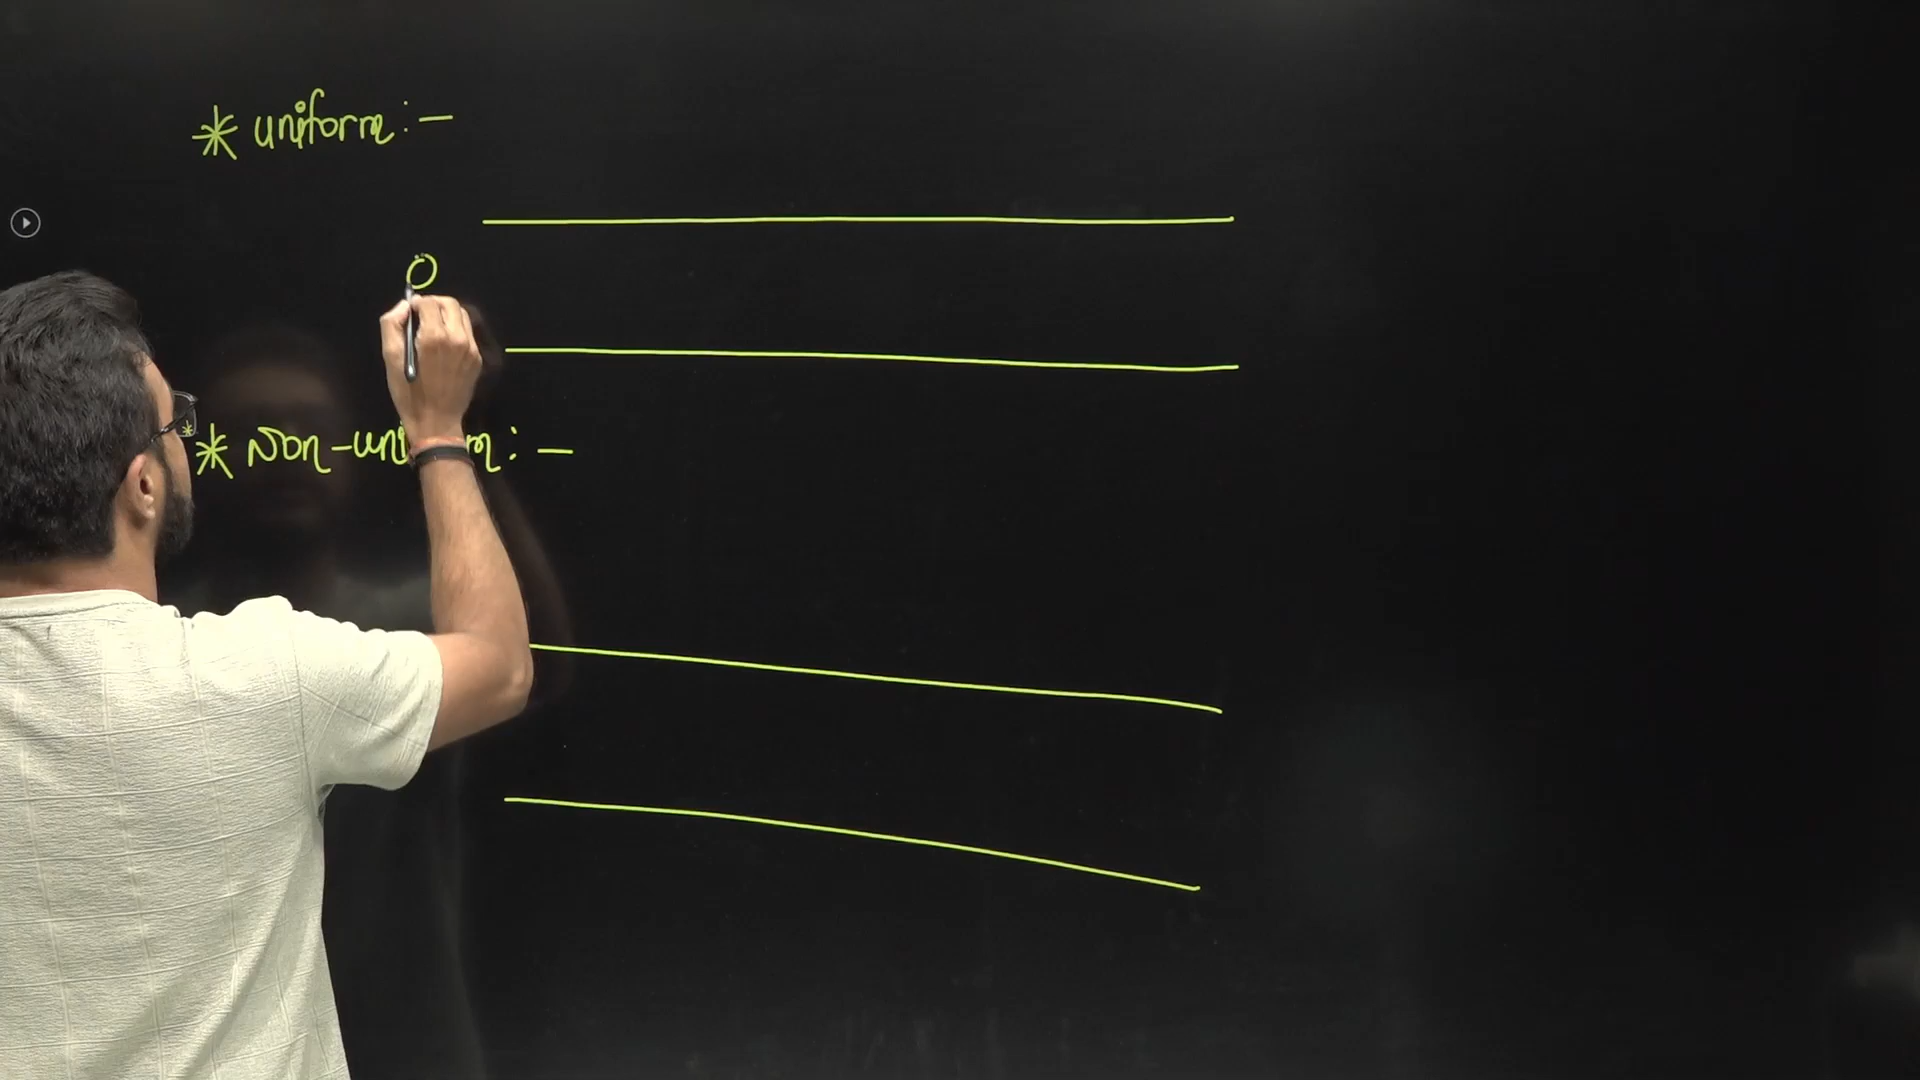 * uniform :-
* Non-uni m : -